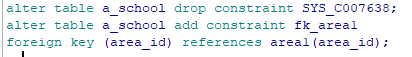 alter table a_school drop constraint SYS_C007638;
alter table a_school add constraint fk_areal
foreign key (area_id) references areal(area_id);